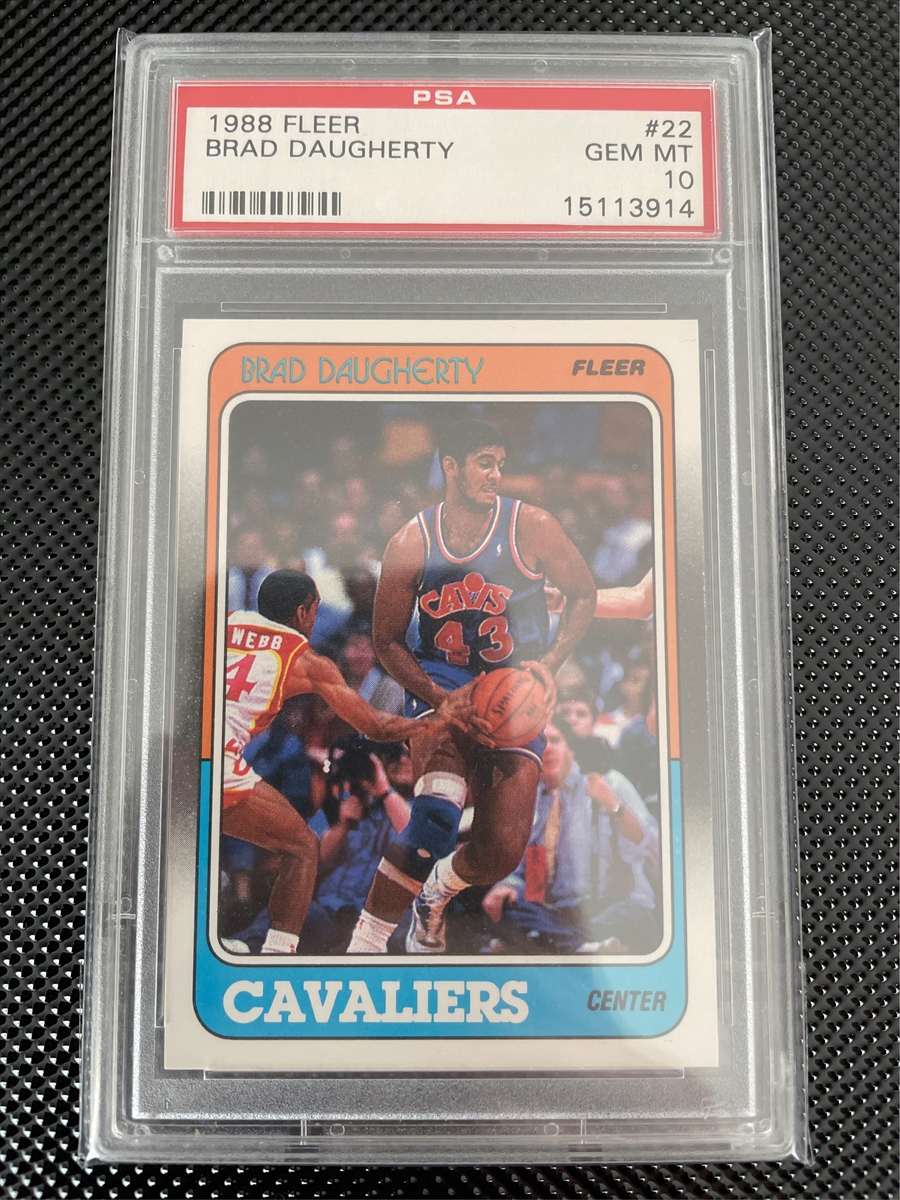 PSA
1988 FLEER #22
BRAD DAUGHERTY GEM MT
10
15113914
BRAD DAUGHERTY FLEER
CAVS
43
WEBB
4
SPALDING
CAVALIERS CENTER